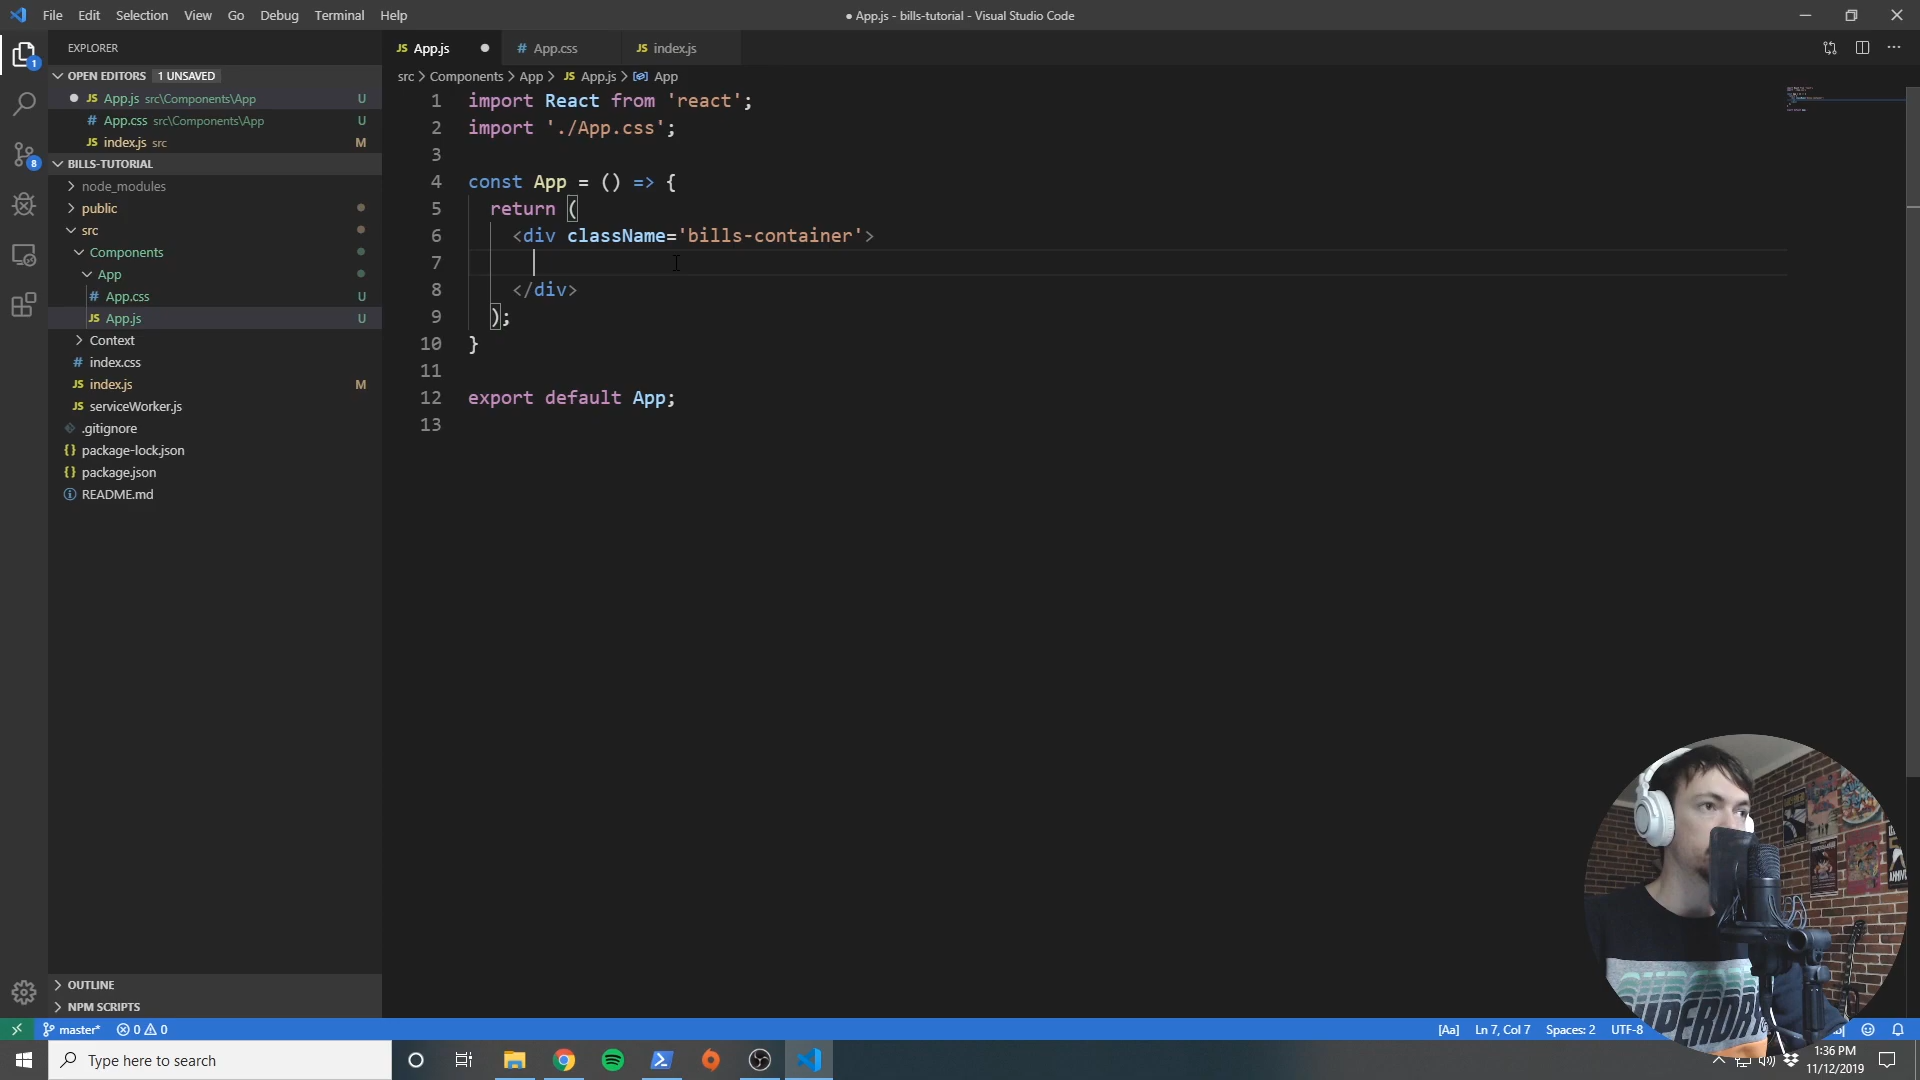 File Edit Selection View Go Debug Terminal Help
● App.js - bills-tutorial - Visual Studio Code
EXPLORER
OPEN EDITORS 1 UNSAVED
JS App.js src\Components\App U
# App.css src\Components\App U
JS index.js src M
BILLS-TUTORIAL
node_modules
public
src
Components
App
# App.css U
JS App.js U
Context
# index.css
JS index.js M
serviceWorker.js
.gitignore
{} package-lock.json
{} package.json
README.md
OUTLINE
NPM SCRIPTS
1
8
JS App.js ● # App.css JS index.js
src > Components > App > JS App.js > App
1 import React from 'react';
2 import './App.css';
3
4 const App = () => {
5 return (
6 <div className='bills-container'>
7
8 </div>
9 );
10 }
11
12 export default App;
13
master* 0 0
[Aa] Ln 7, Col 7 Spaces: 2 UTF-8
Type here to search
1:36 PM
11/12/2019